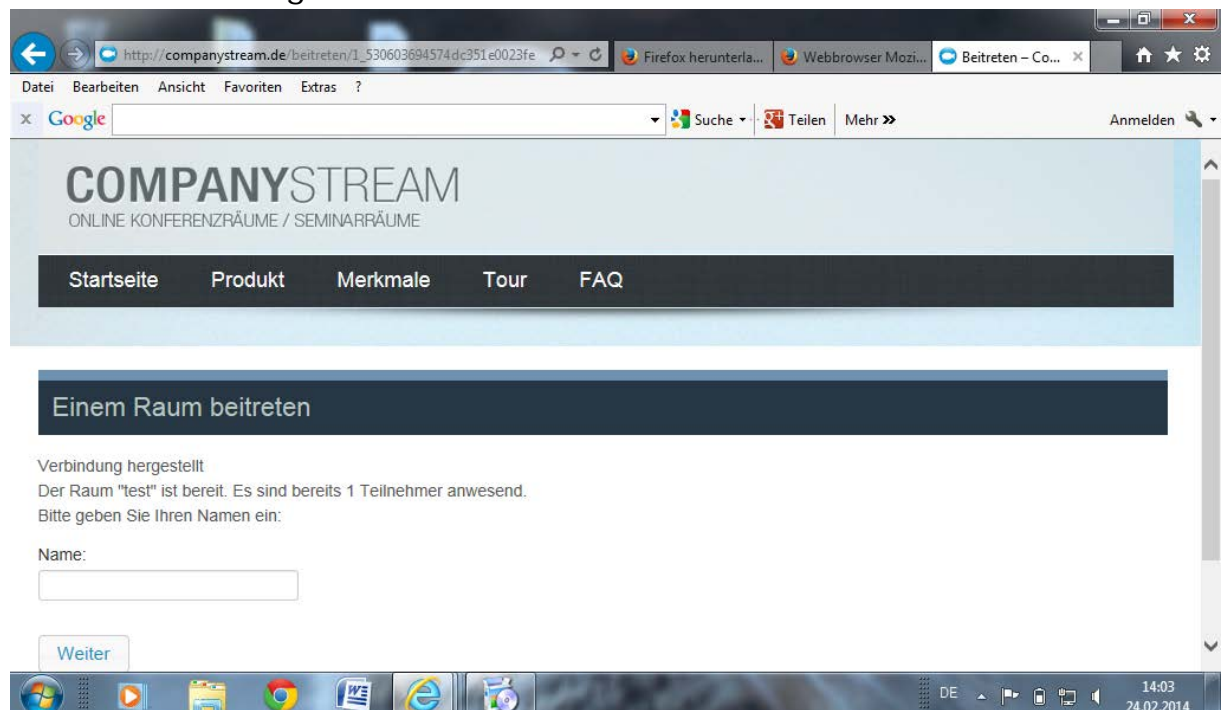 http://companystream.de/beitreten/1_530603694574dc351e0023fe
Firefox herunterla...
Webbrowser Mozi...
Beitreten – Co...
Datei Bearbeiten Ansicht Favoriten Extras ?
x Google Suche Teilen Mehr » Anmelden
COMPANYSTREAM
ONLINE KONFERENZRÄUME / SEMINARRÄUME
Startseite Produkt Merkmale Tour FAQ
Einem Raum beitreten
Verbindung hergestellt
Der Raum "test" ist bereit. Es sind bereits 1 Teilnehmer anwesend.
Bitte geben Sie Ihren Namen ein:
Name:
Weiter
DE 14:03
24.02.2014